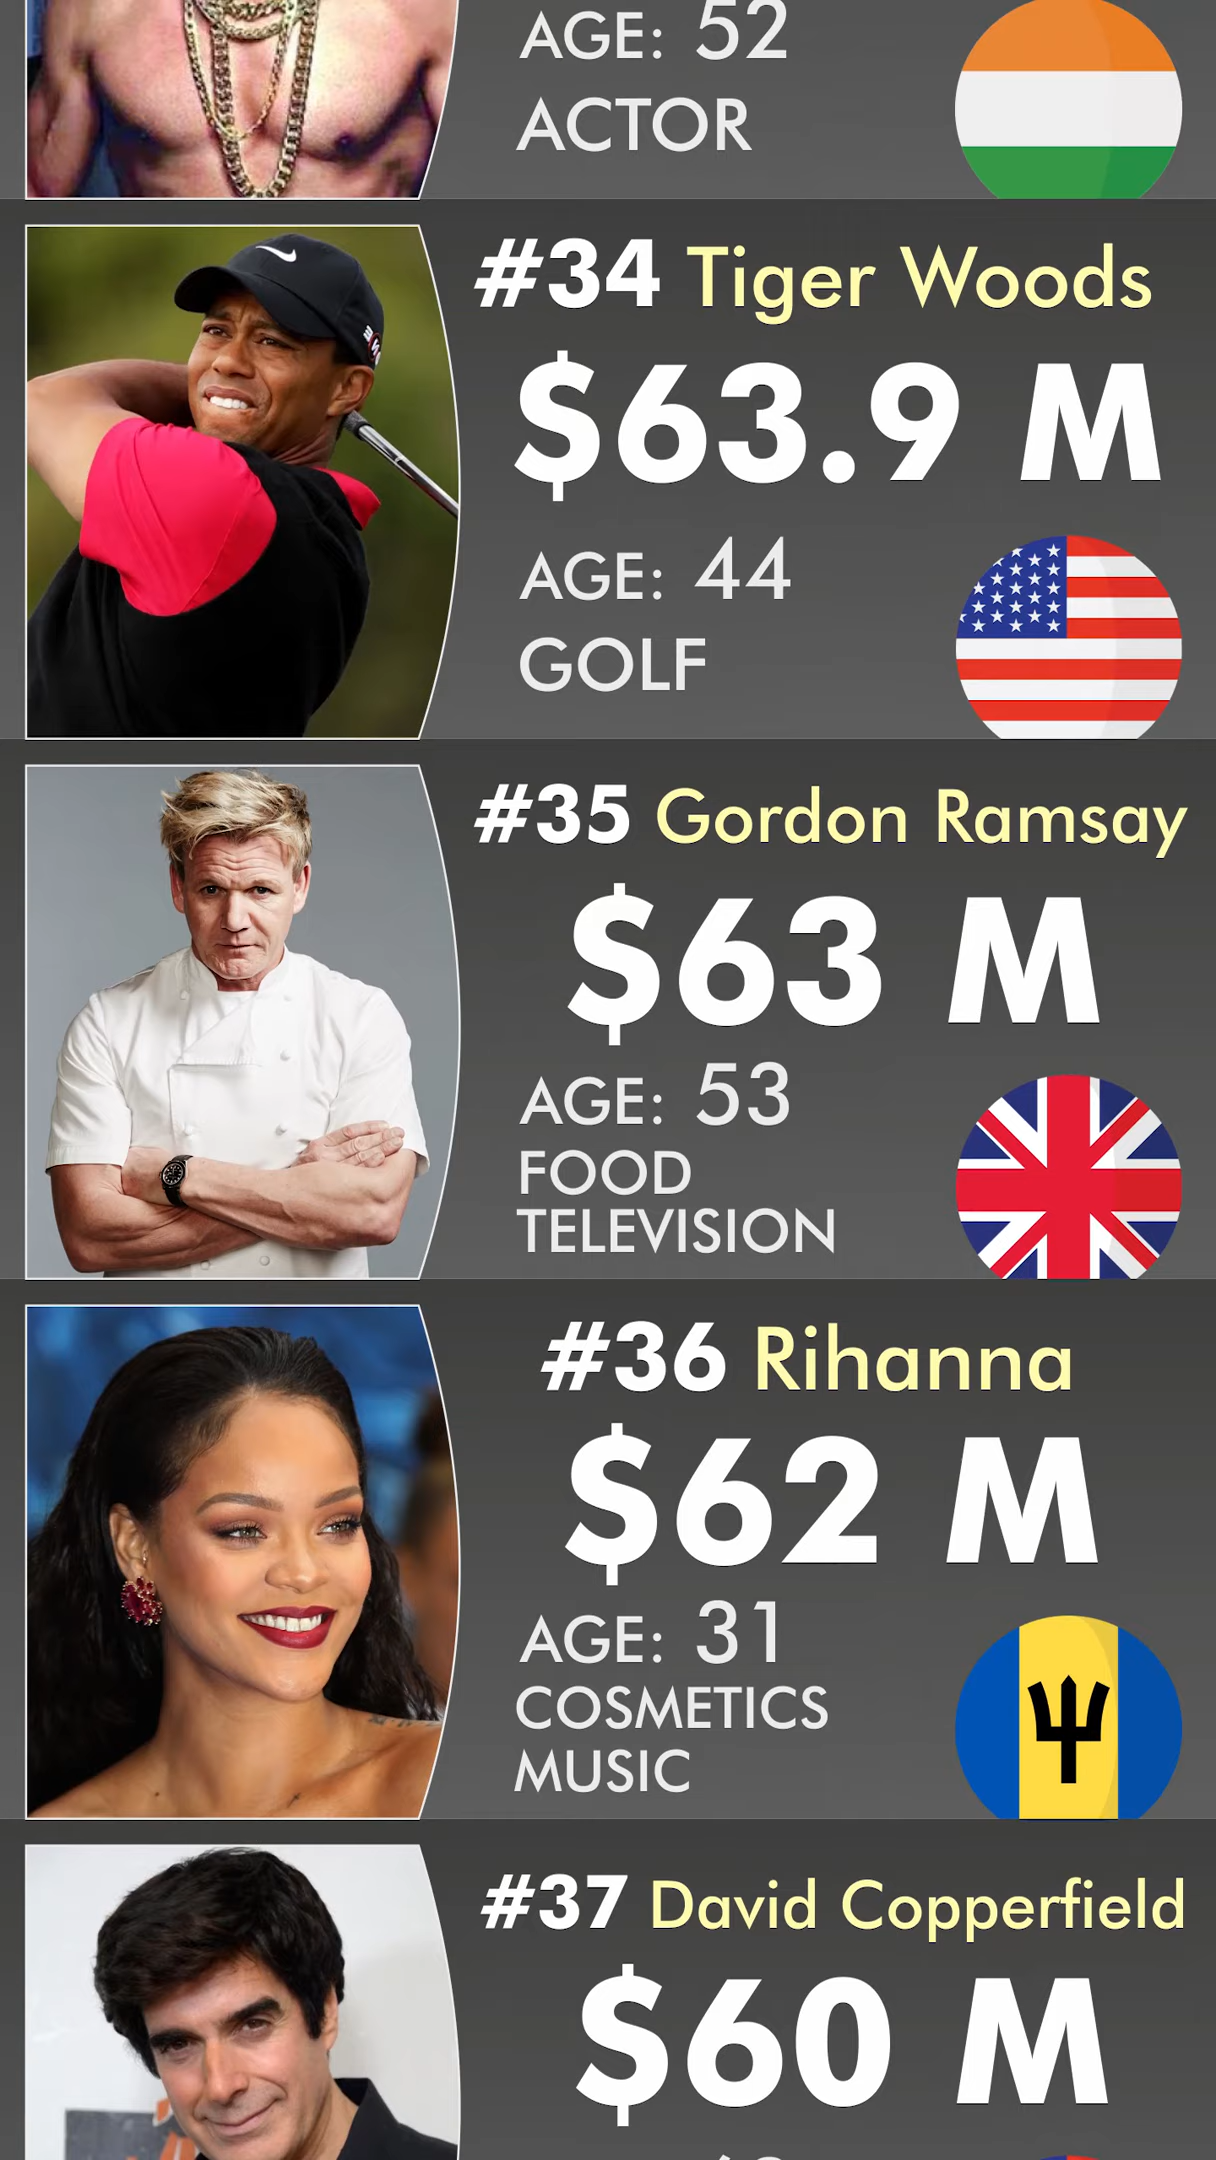 AGE: 52
ACTOR
#34 Tiger Woods
$63.9 M
AGE: 44
GOLF
#35 Gordon Ramsay
$63 M
AGE: 53
FOOD
TELEVISION
#36 Rihanna
$62 M
AGE: 31
COSMETICS
MUSIC
#37 David Copperfield
$60 M